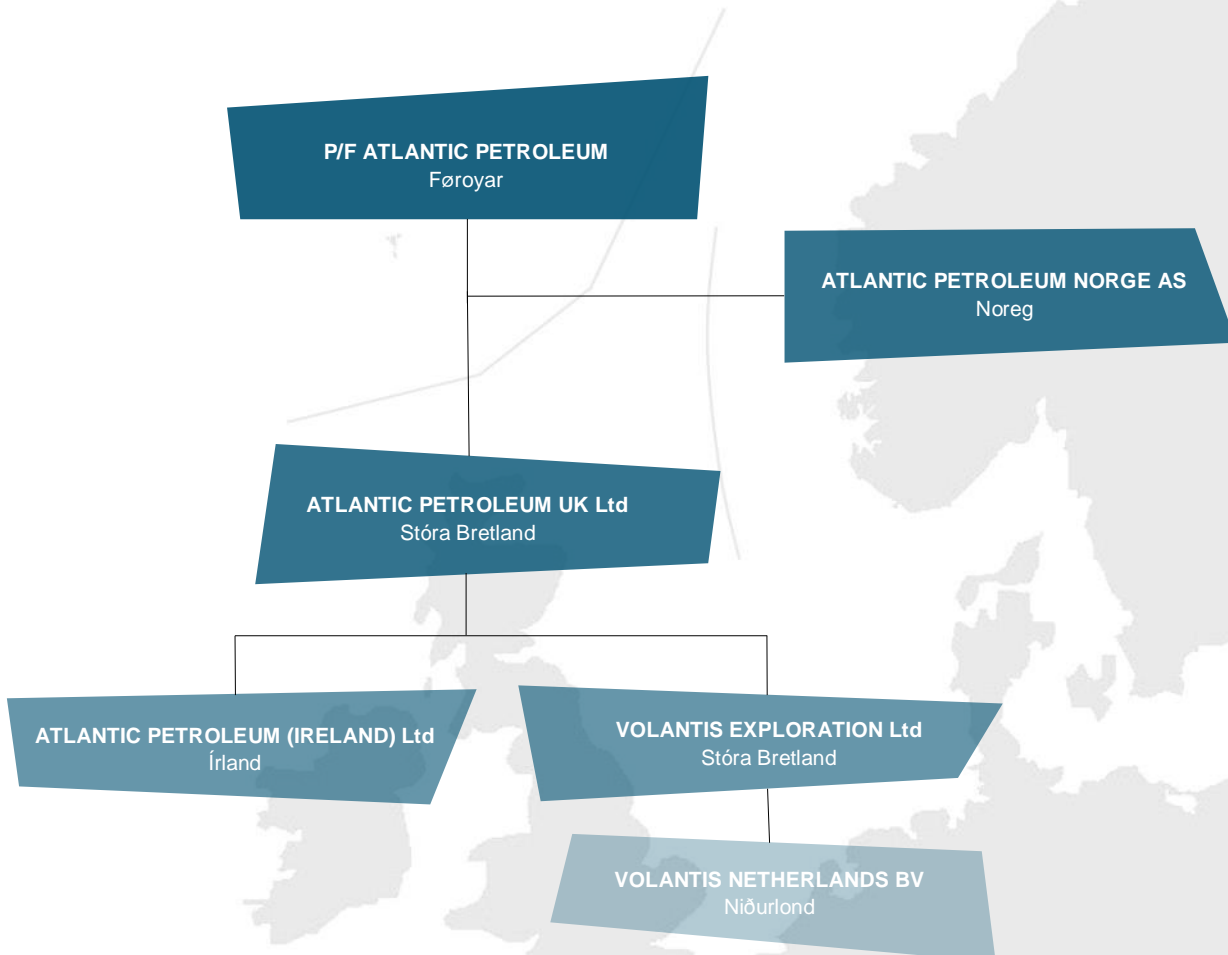 P/F ATLANTIC PETROLEUM
Føroyar
ATLANTIC PETROLEUM NORGE AS
Noreg
ATLANTIC PETROLEUM UK Ltd
Stóra Bretland
ATLANTIC PETROLEUM (IRELAND) Ltd
Írland
VOLANTIS EXPLORATION Ltd
Stóra Bretland
VOLANTIS NETHERLANDS BV
Niðurlond